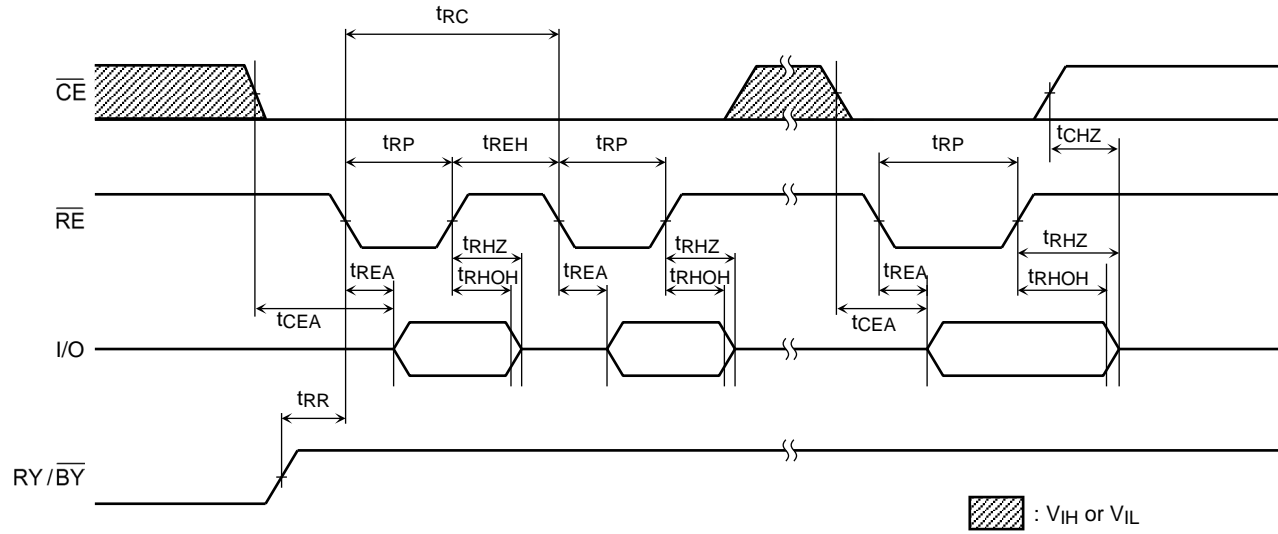 tRC
CE
tCHZ
tRP tREH tRP tRP
RE
tRHZ tRHZ tRHZ
tREA tRHOH tREA tRHOH tREA tRHOH
tCEA tCEA
I/O
tRR
RY/BY
: VIH or VIL